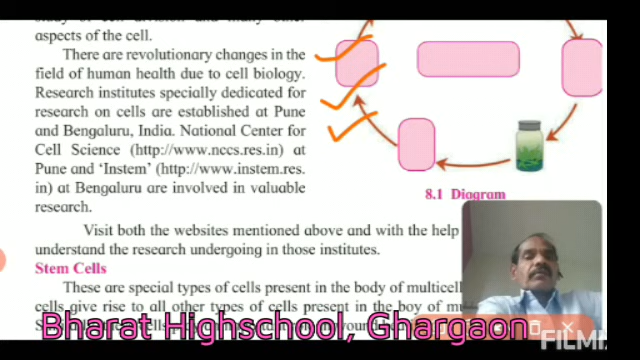 aspects of the cell.
There are revolutionary changes in the
field of human health due to cell biology.
Research institutes specially dedicated for
research on cells are established at Pune
and Bengaluru, India. National Center for
Cell Science (http://www.nccs.res.in) at
Pune and ‘Instem’ (http://www.instem.res.
in) at Bengaluru are involved in valuable
research.
8.1 Diagram
Visit both the websites mentioned above and with the help
understand the research undergoing in those institutes.
Stem Cells
These are special types of cells present in the body of multicell
cells give rise to all other types of cells present in the boy of
Bharat Highschool, Ghargaon
FILMI